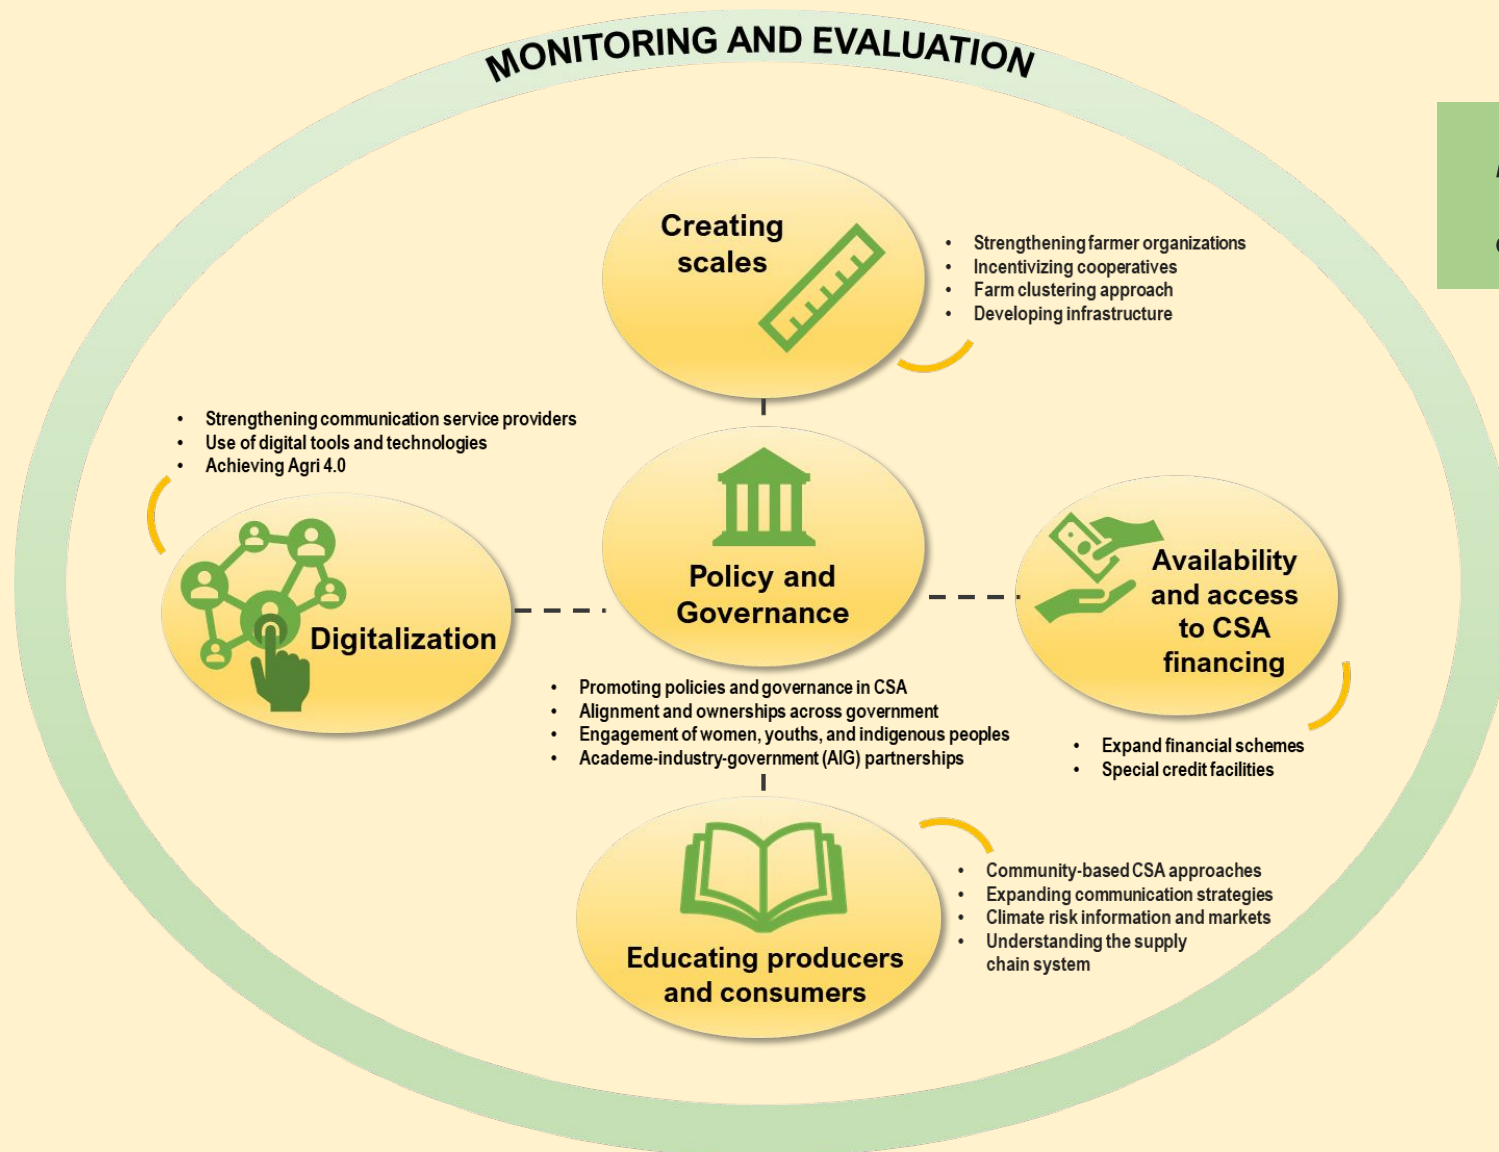 MONITORING AND EVALUATION
Creating
scales
• Strengthening farmer organizations
• Incentivizing cooperatives
• Farm clustering approach
• Developing infrastructure
• Strengthening communication service providers
• Use of digital tools and technologies
• Achieving Agri 4.0
Digitalization
Policy and
Governance
• Promoting policies and governance in CSA
• Alignment and ownerships across government
• Engagement of women, youths, and indigenous peoples
• Academe-industry-government (AIG) partnerships
Availability
and access
to CSA
financing
• Expand financial schemes
• Special credit facilities
Educating producers
and consumers
• Community-based CSA approaches
• Expanding communication strategies
• Climate risk information and markets
• Understanding the supply
chain system